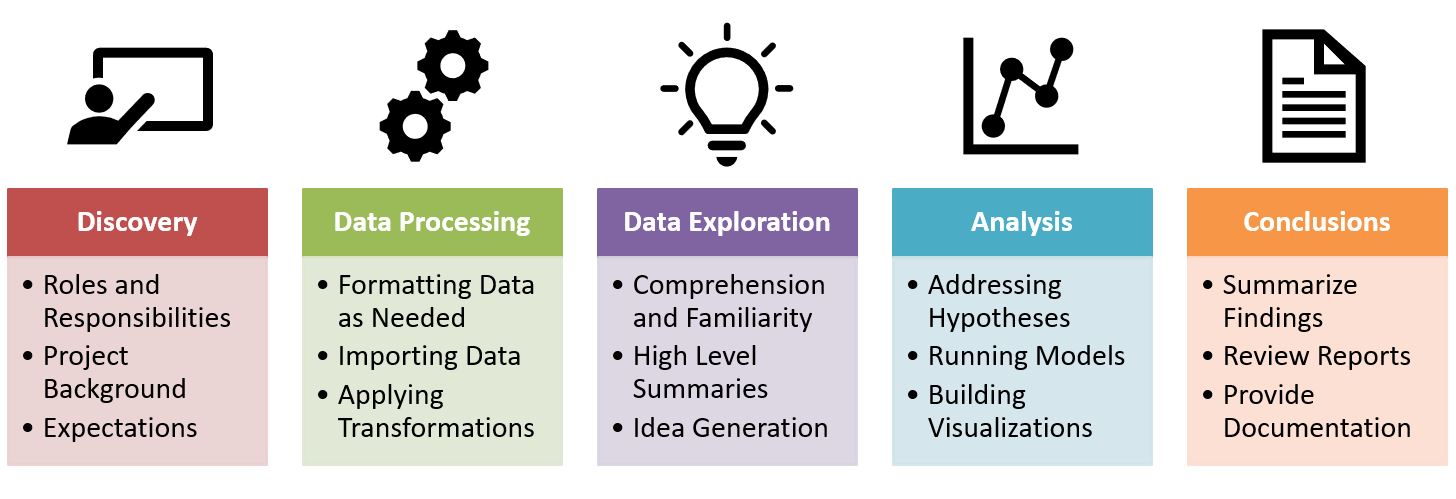 Discovery
• Roles and
Responsibilities
• Project
Background
• Expectations
Data Processing
• Formatting Data
as Needed
• Importing Data
• Applying
Transformations
Data Exploration
• Comprehension
and Familiarity
• High Level
Summaries
• Idea Generation
Analysis
• Addressing
Hypotheses
• Running Models
• Building
Visualizations
Conclusions
• Summarize
Findings
• Review Reports
• Provide
Documentation